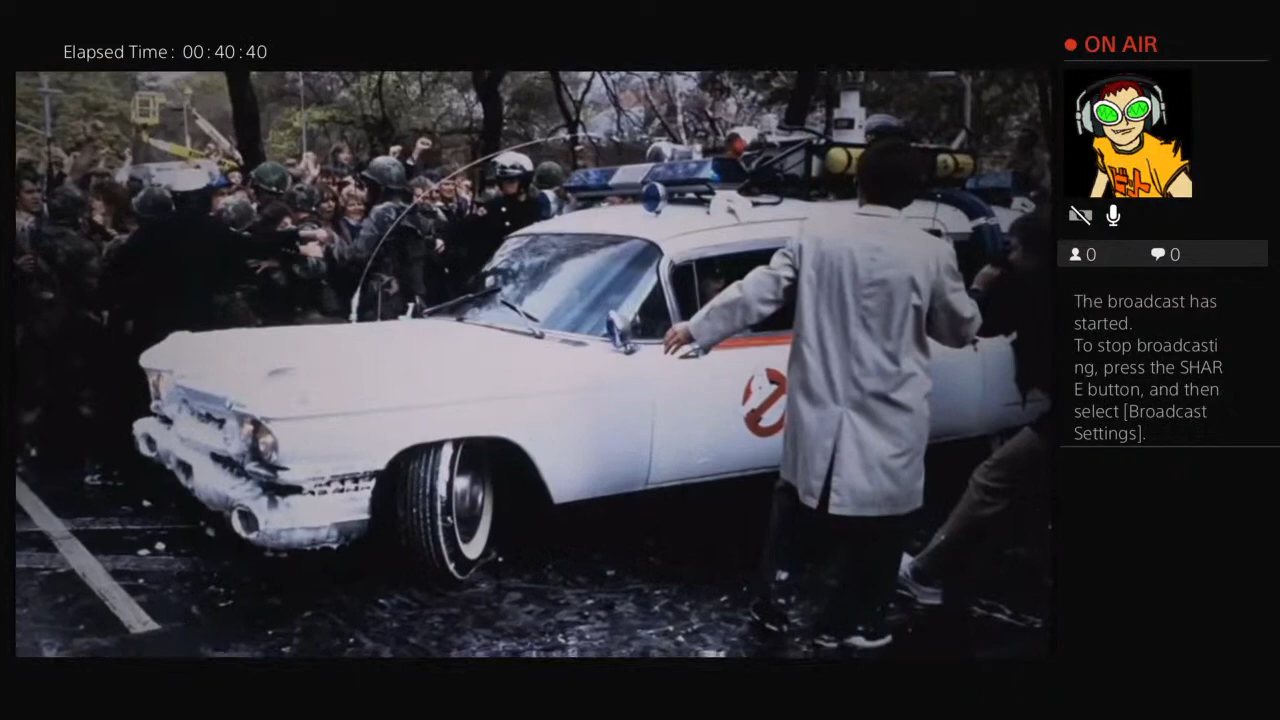 Elapsed Time: 00:40:40
ON AIR
0 0
The broadcast has
started.
To stop broadcasti
ng, press the SHAR
E button, and then
select [Broadcast
Settings].